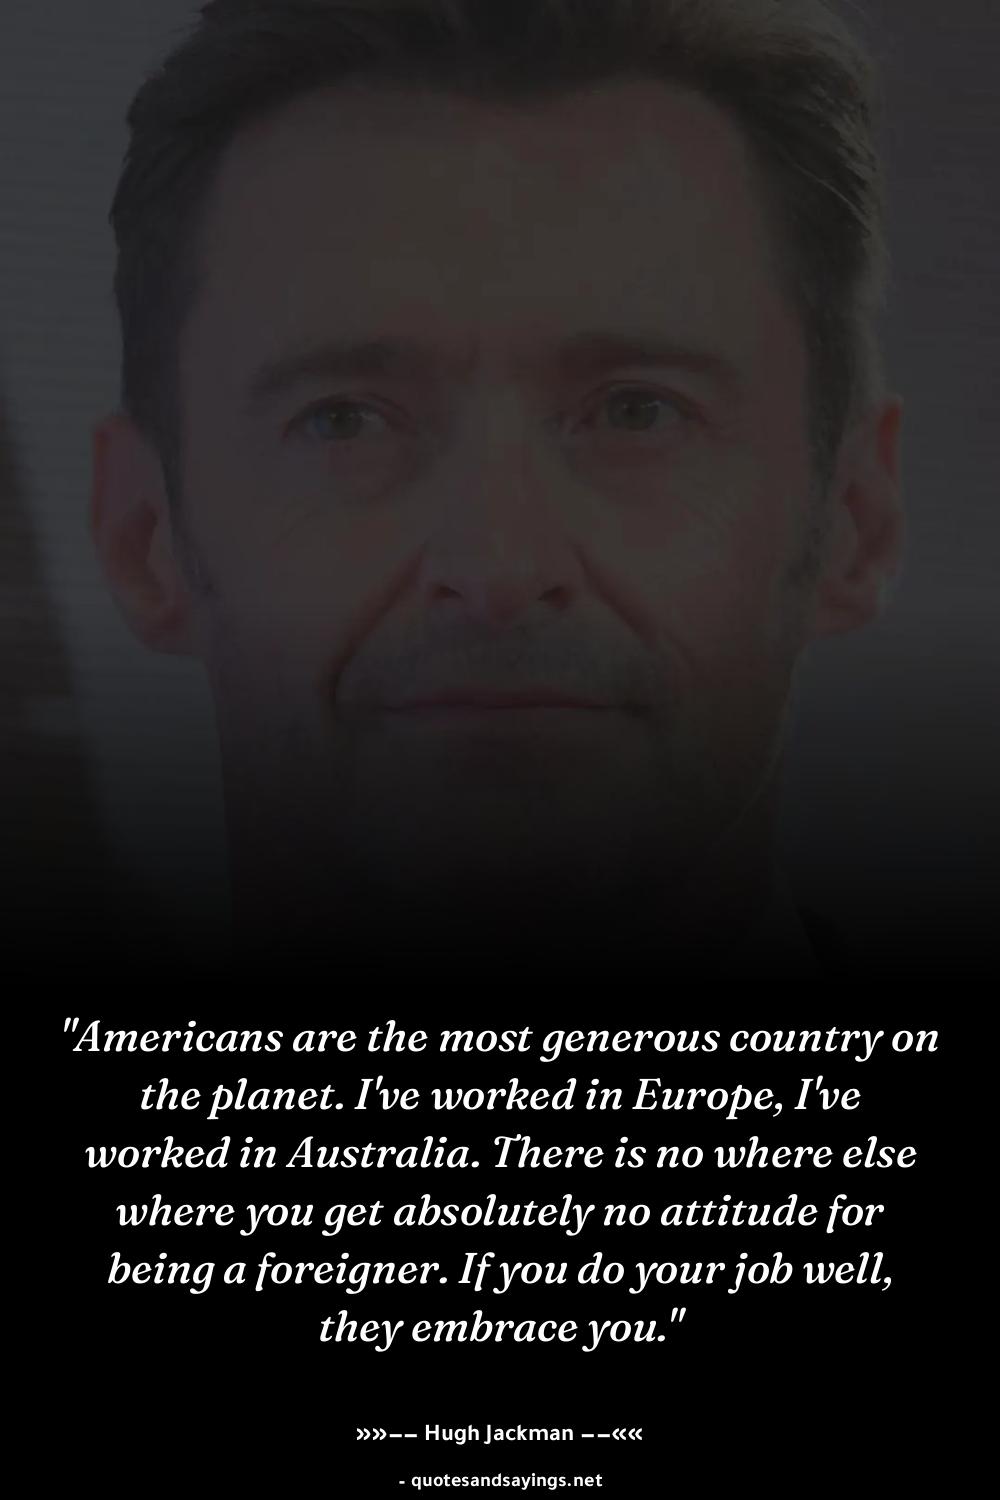 "Americans are the most generous country on
the planet. I've worked in Europe, I've
worked in Australia. There is no where else
where you get absolutely no attitude for
being a foreigner. If you do your job well,
they embrace you."
»»–– Hugh Jackman ––««
- quotesandsayings.net